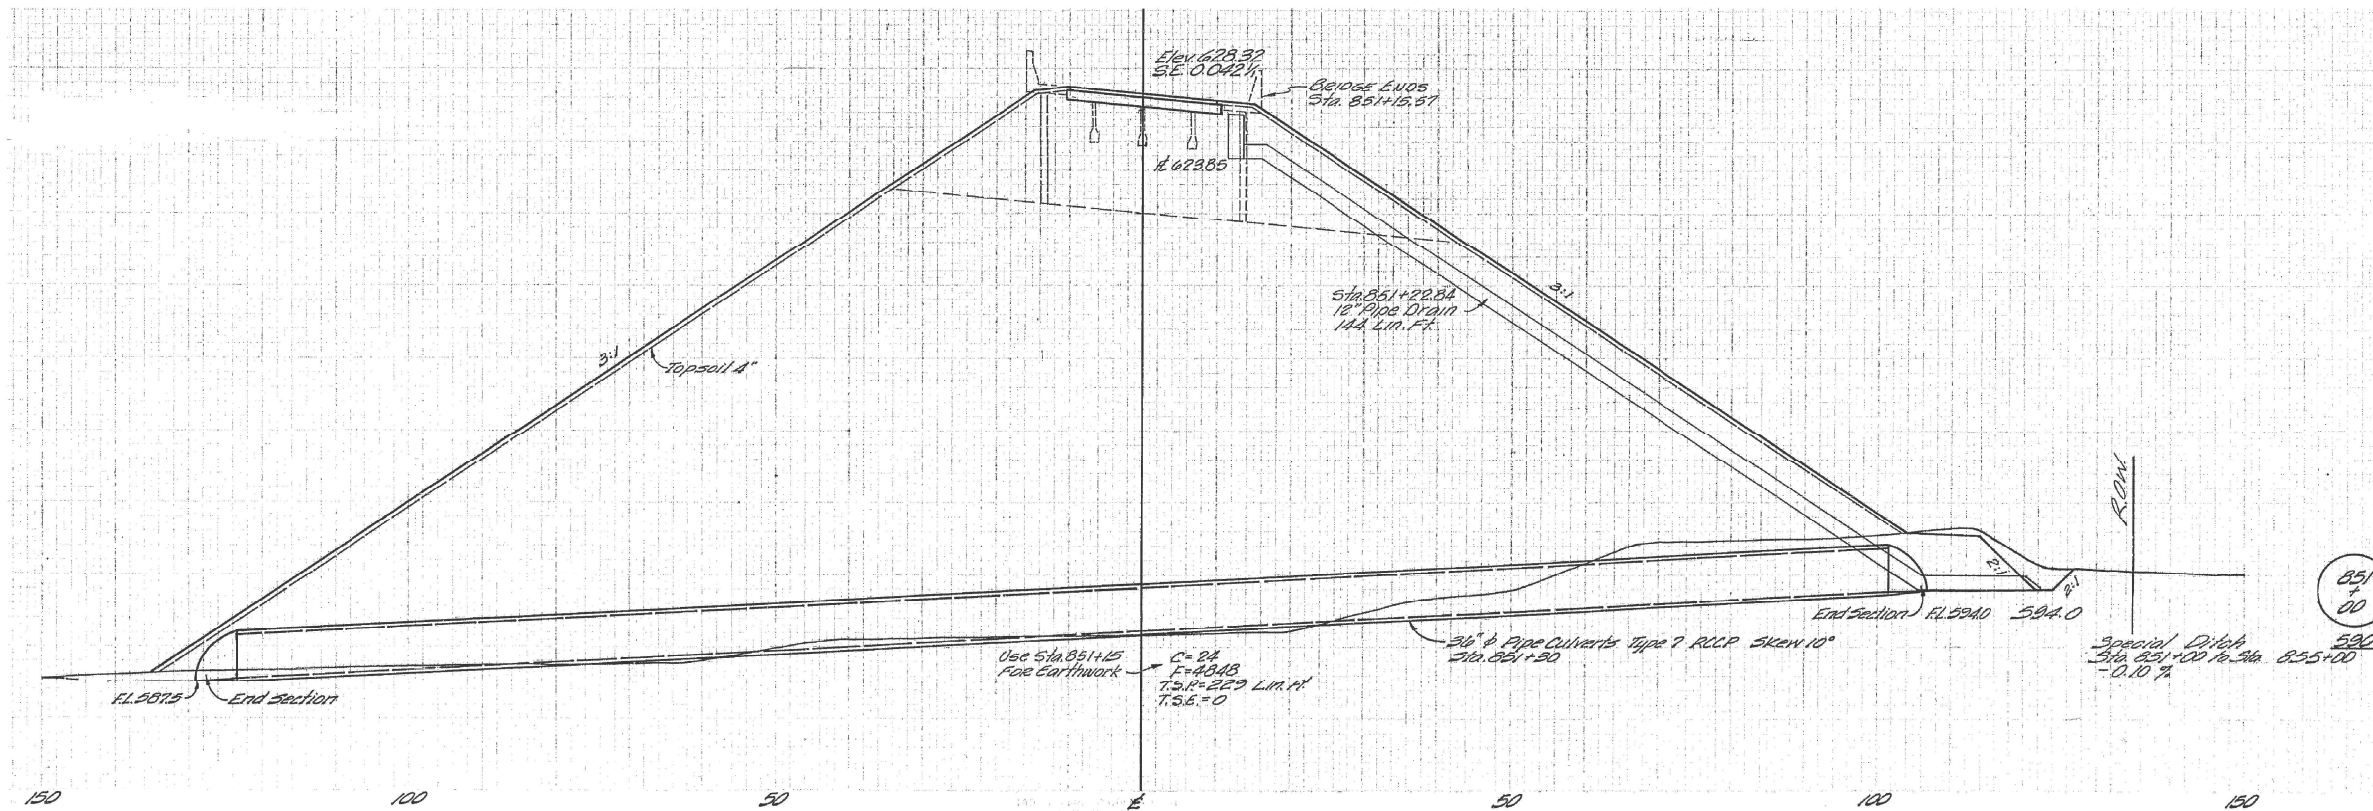 Elev. 628.32
S.E. 0.042 1/1
BRIDGE ENDS
Sta. 851+15.57
623.85
Sta. 851+22.84
12" Pipe Drain
144 Lin. Ft.
3:1
3:1
Topsoil 4"
R.O.W.
2:1
2:1
851
+
00
End Section
F.L. 594.0
594.0
590
36" φ Pipe Culverts Type 7 RCCP Skew 10°
Sta. 851+50
Special Ditch
Sta. 851+00 to Sta. 855+00
-0.10 %
Use Sta. 851+15
For Earthwork
C=24
F=4848
T.S.P.=229 Lin. Ft.
T.S.E.=0
F.L. 587.5
End Section
150
100
50
50
100
150